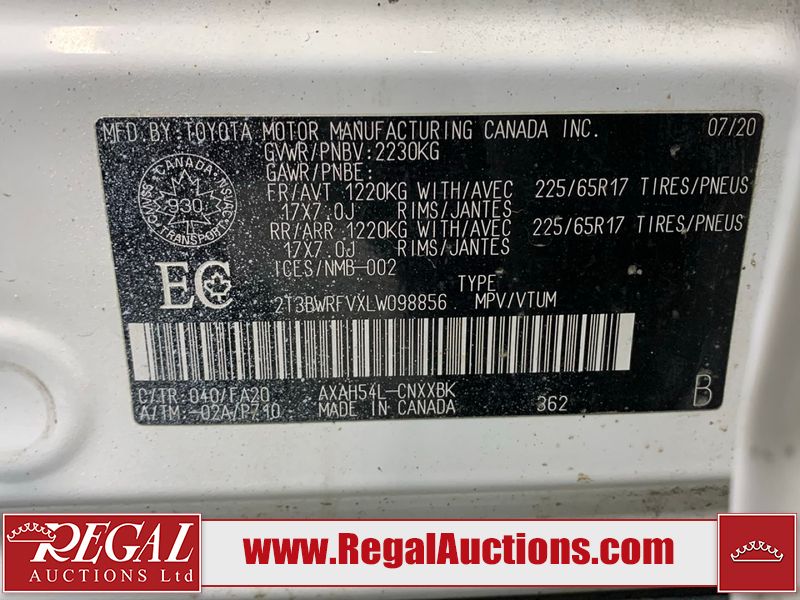 MFD.BY:TOYOTA MOTOR MANUFACTURING CANADA INC. 07/20
GVWR/PNBV:2230KG
GAWR/PNBE:
FR/AVT 1220KG WITH/AVEC 225/65R17 TIRES/PNEUS
17X7.0J RIMS/JANTES
RR/ARR 1220KG WITH/AVEC 225/65R17 TIRES/PNEUS
17X7.0J RIMS/JANTES
ICES/NMB-002
CANADA
930
TRANSPORT
EC
TYPE
2T3BWRFVXLW098856 MPV/VTUM
C/TR: 040/FA20 AXAH54L-CNXXBK
A/TM: -02A/P710 MADE IN CANADA 362 B
REGAL
AUCTIONS Ltd
www.RegalAuctions.com